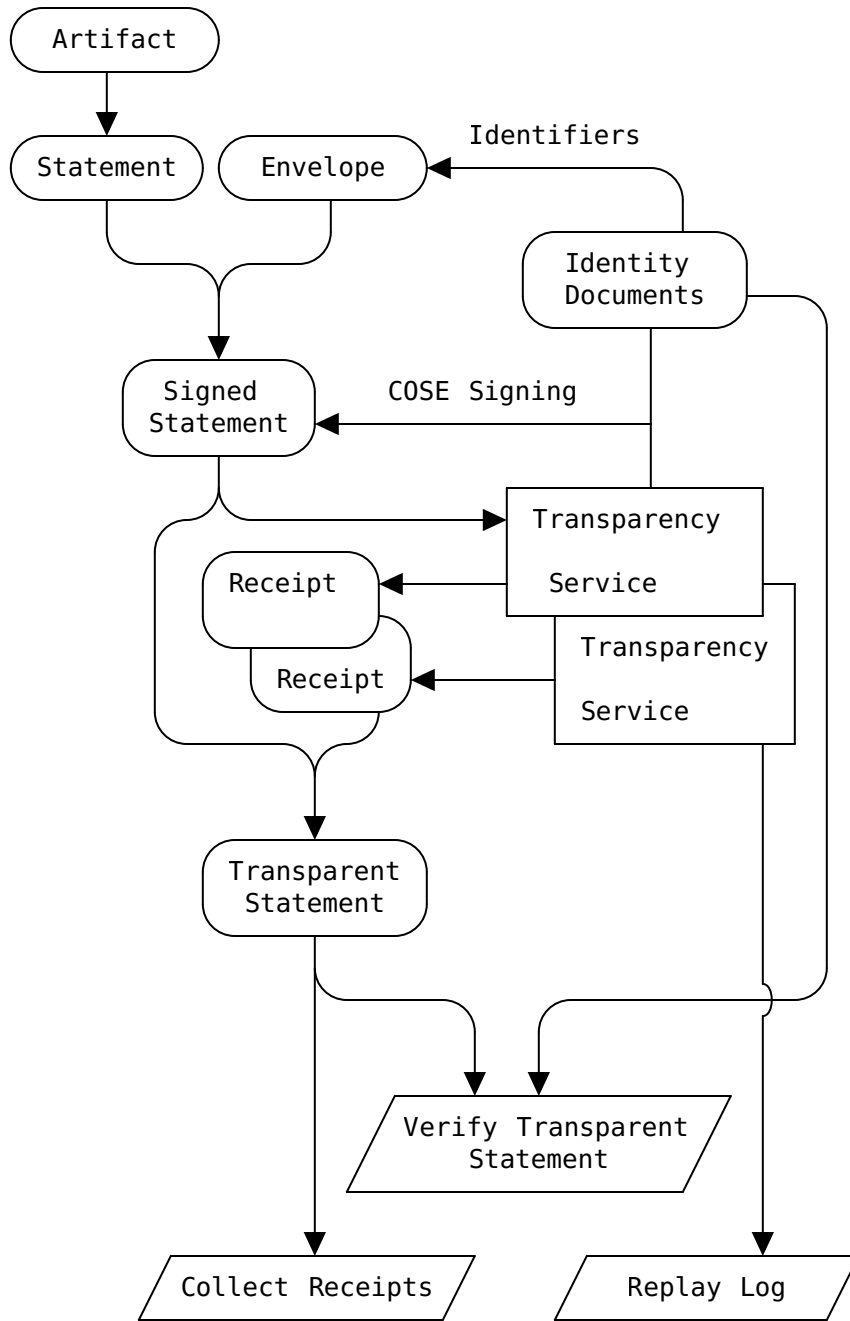 Artifact
Identifiers
Statement
Envelope
Identity
Documents
Signed
Statement
COSE Signing
Transparency
Service
Receipt
Transparency
Service
Receipt
Transparent
Statement
Verify Transparent
Statement
Collect Receipts
Replay Log